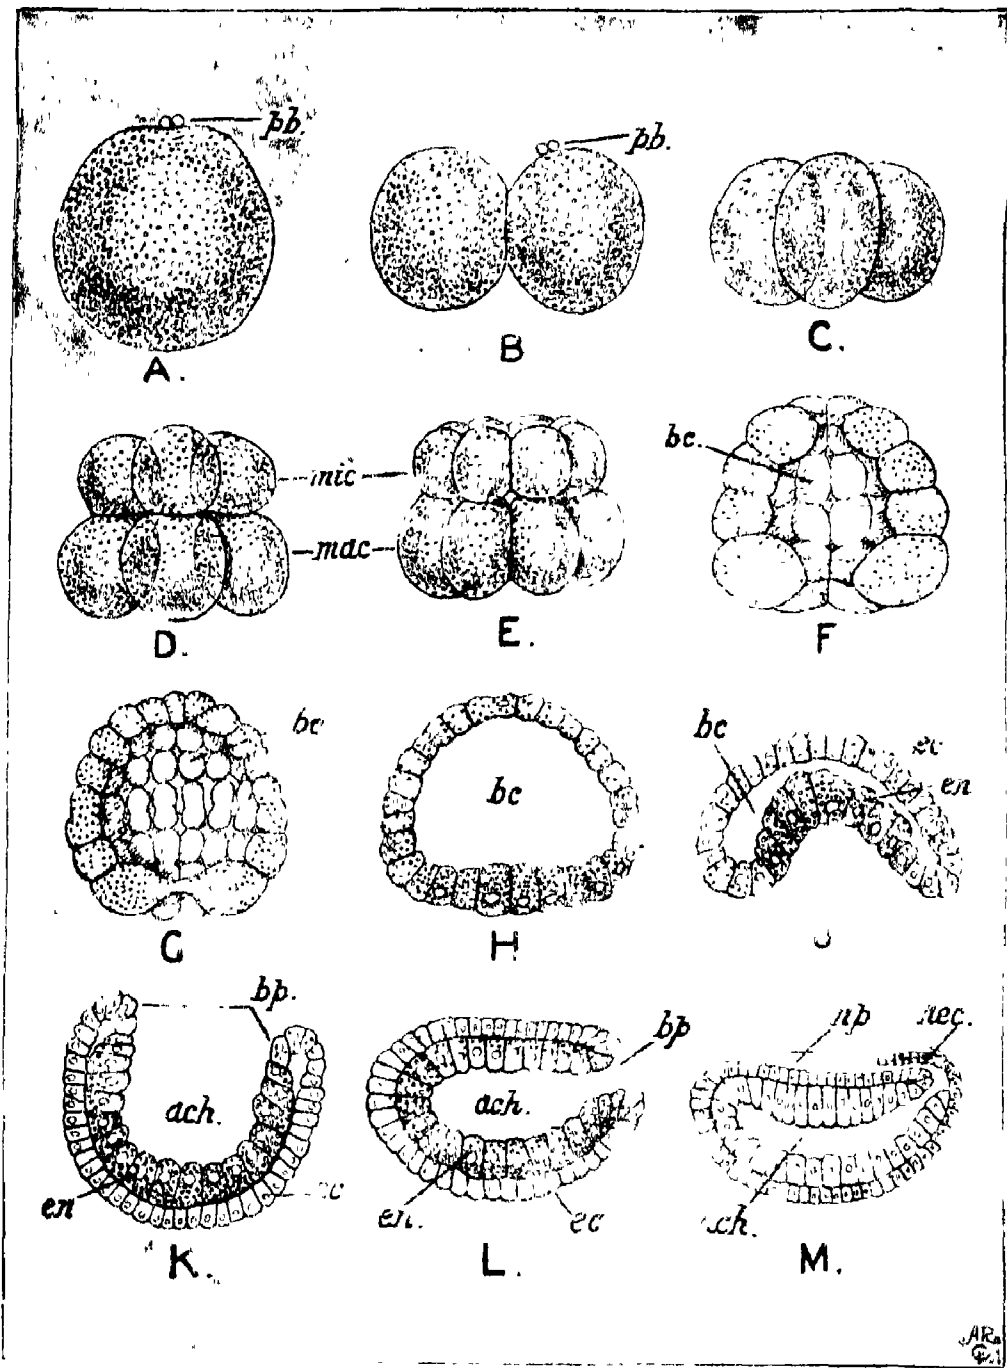 pb.
pb.
A.
B
C.
mic
mac
bc.
D.
E.
F
bc
bc
bc
ec
en
G
H
J
bp.
ach.
en
bp
ach.
en.
ec
np
nec.
ch.
K.
L.
M.